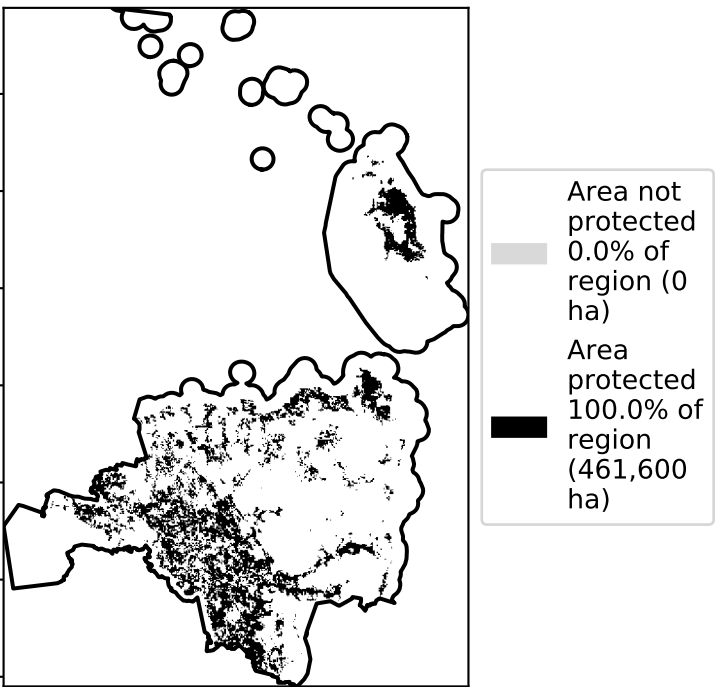 Area not
protected
0.0% of
region (0
ha)
Area
protected
100.0% of
region
(461,600
ha)